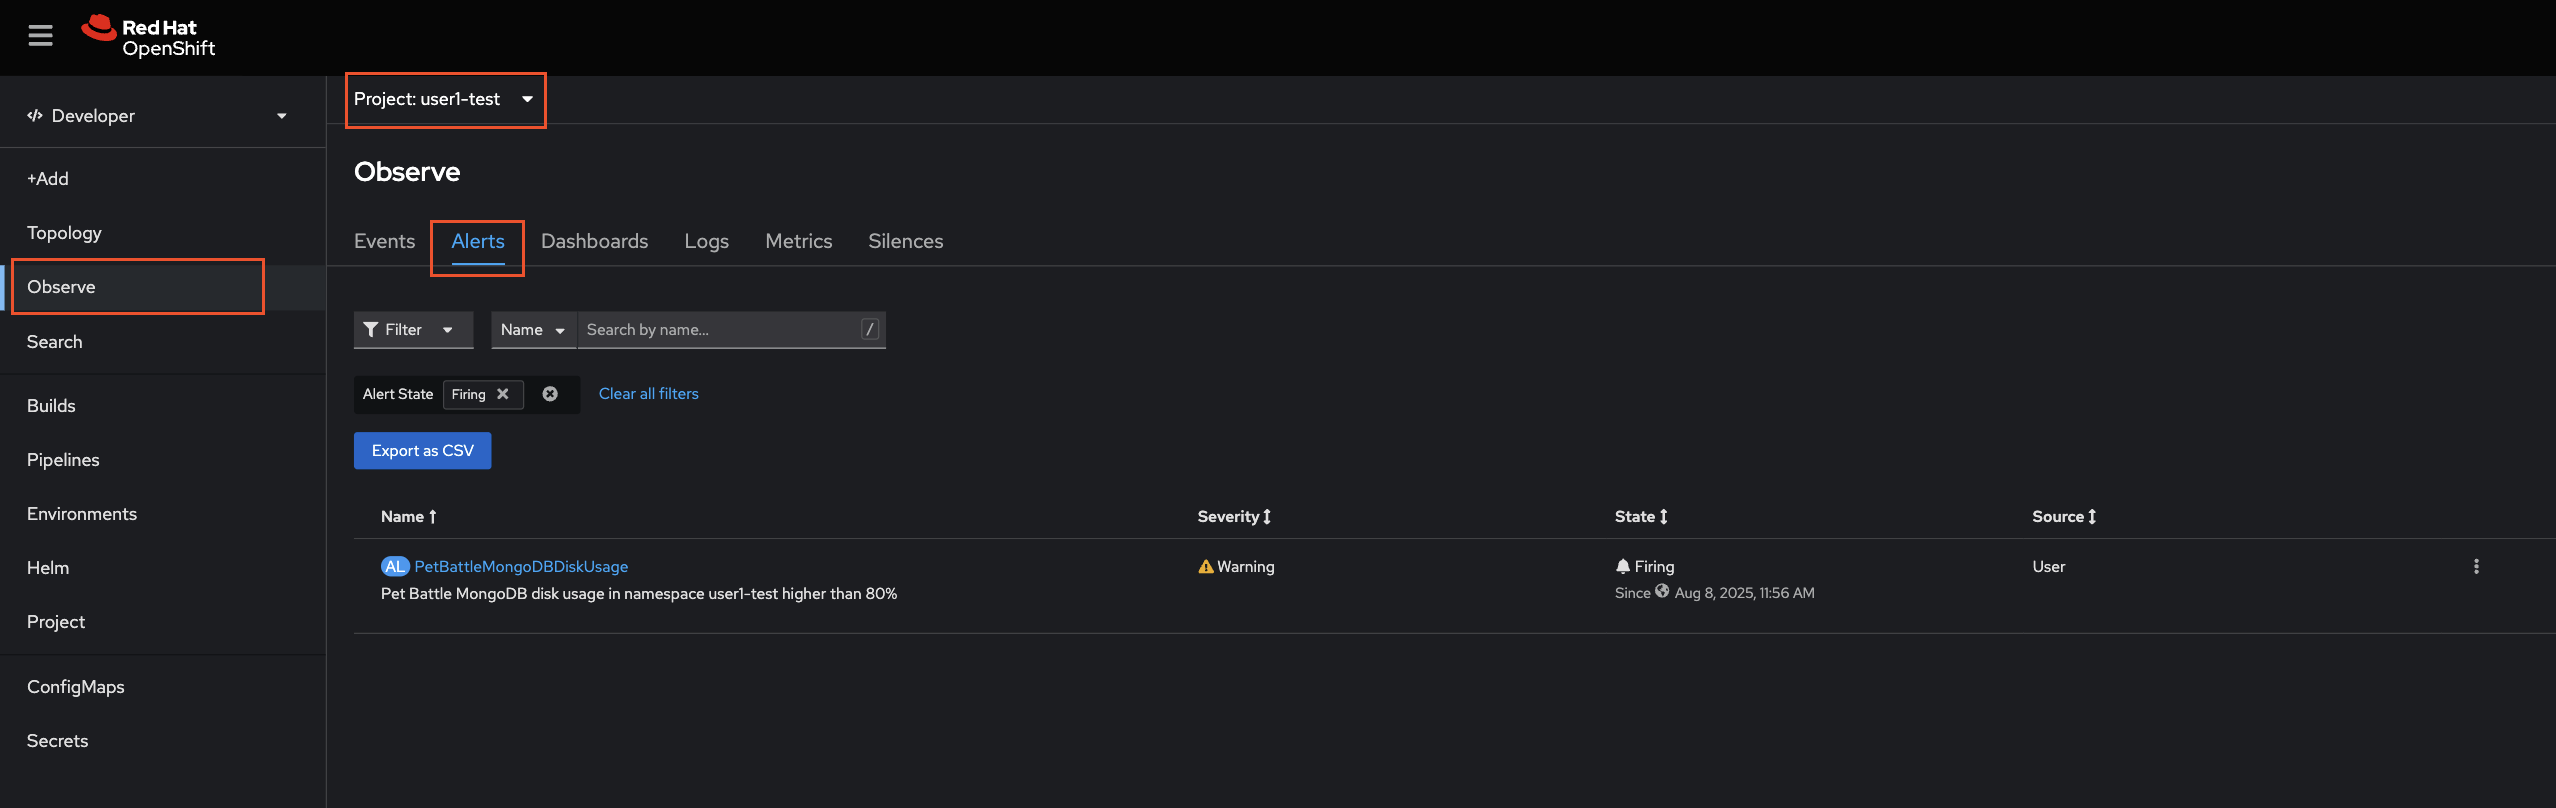 Red Hat
OpenShift
Developer
+Add
Topology
Observe
Search
Builds
Pipelines
Environments
Helm
Project
ConfigMaps
Secrets
Project: user1-test
Observe
Events Alerts Dashboards Logs Metrics Silences
Filter Name Search by name... /
Alert State Firing Clear all filters
Export as CSV
Name Severity State Source
AL PetBattleMongoDBDiskUsage Warning Firing User
Pet Battle MongoDB disk usage in namespace user1-test higher than 80% Since Aug 8, 2025, 11:56 AM